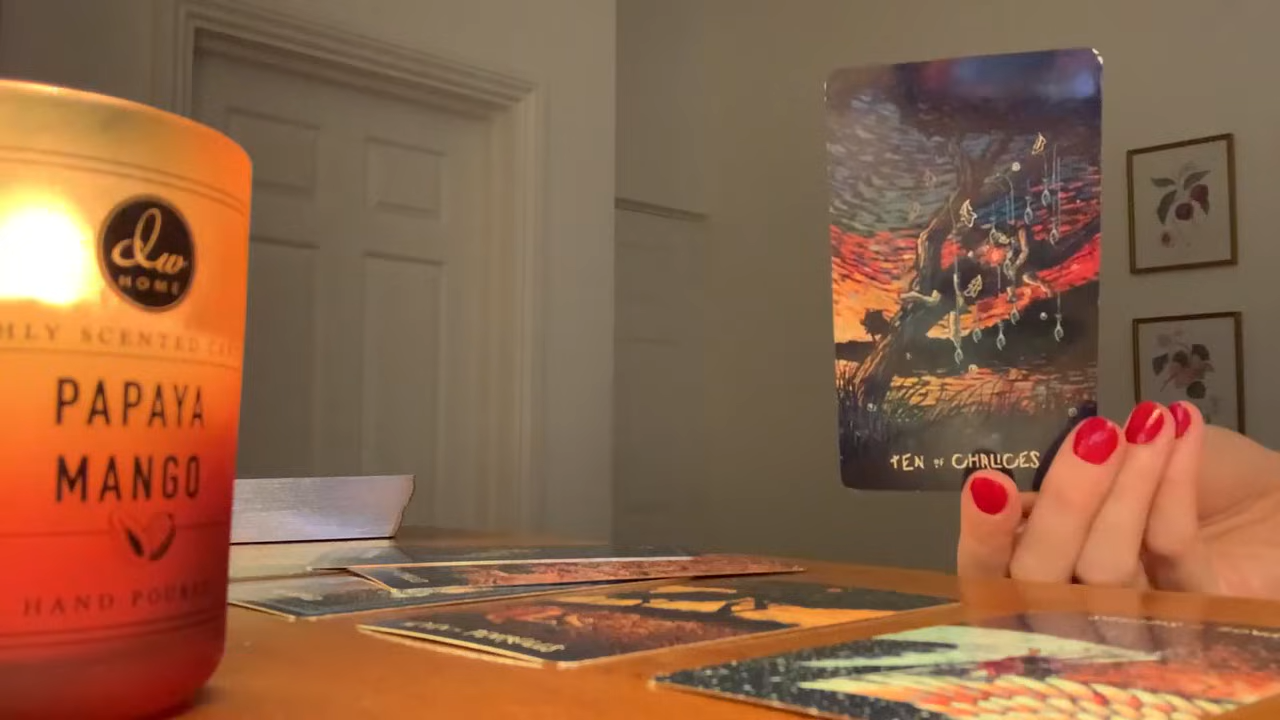 dw
HOME
HLY SCENTED
PAPAYA
MANGO
HAND POURED
TEN OF CHALICES